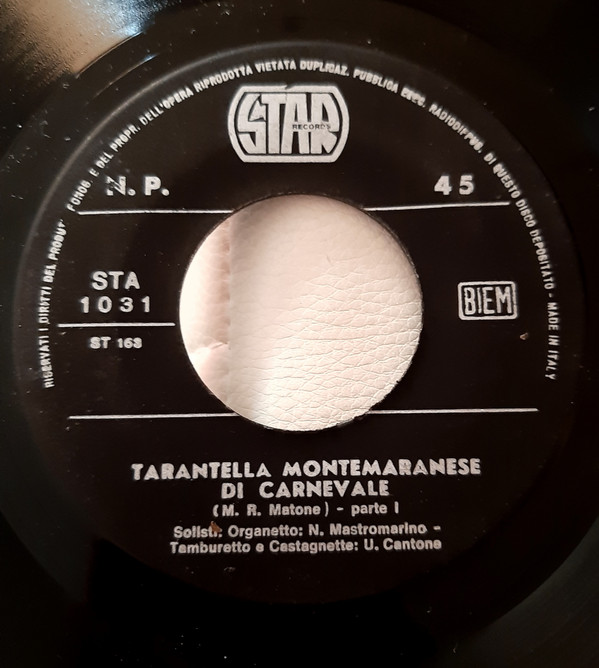 RISERVATI I DIRITTI DEL PRODUT FONOG. E DEL PROPR. DELL'OPERA RIPRODOTTA VIETATA DUPLICAZ. PUBBLICA ESEC. RADIODIFFUS. DI QUESTO DISCO DEPOSITATO - MADE IN ITALY
STAR
RECORDS
N. P.
45
STA
1031
BIEM
ST 163
TARANTELLA MONTEMARANESE
DI CARNEVALE
(M. R. Matone) - parte I
Solisti: Organetto: N. Mastromarino -
Tamburetto e Castagnette: U. Cantone